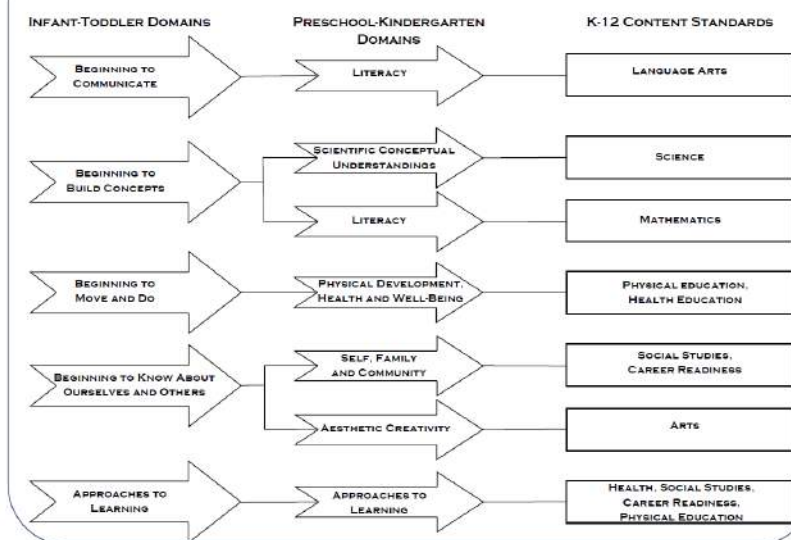 INFANT-TODDLER DOMAINS
PRESCHOOL-KINDERGARTEN
DOMAINS
K-12 CONTENT STANDARDS
BEGINNING TO
COMMUNICATE
LITERACY
LANGUAGE ARTS
BEGINNING TO
BUILD CONCEPTS
SCIENTIFIC CONCEPTUAL
UNDERSTANDINGS
SCIENCE
LITERACY
MATHEMATICS
BEGINNING TO
MOVE AND DO
PHYSICAL DEVELOPMENT,
HEALTH AND WELL-BEING
PHYSICAL EDUCATION,
HEALTH EDUCATION
BEGINNING TO KNOW ABOUT
OURSELVES AND OTHERS
SELF, FAMILY
AND COMMUNITY
SOCIAL STUDIES,
CAREER READINESS
AESTHETIC CREATIVITY
ARTS
APPROACHES TO
LEARNING
APPROACHES TO
LEARNING
HEALTH, SOCIAL STUDIES,
CAREER READINESS,
PHYSICAL EDUCATION